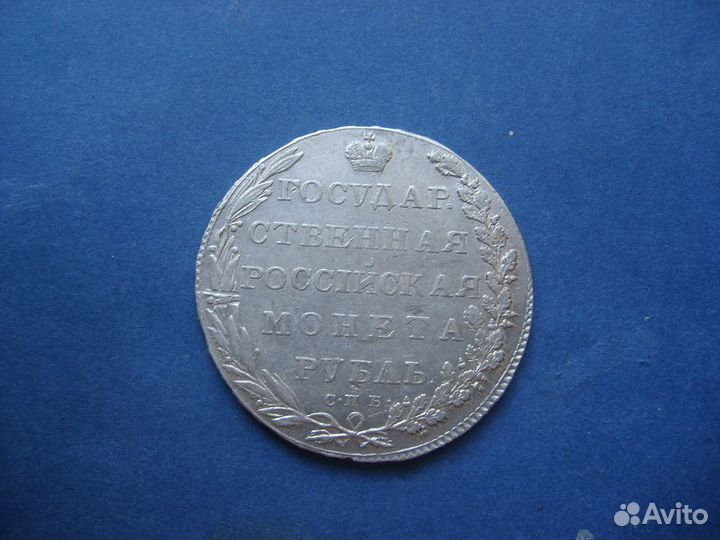 ГОСУДАР.
СТВЕННАЯ
РОССІЙСКАЯ
МОНЕТА
РУБЛЬ.
С·П·Б·
Avito